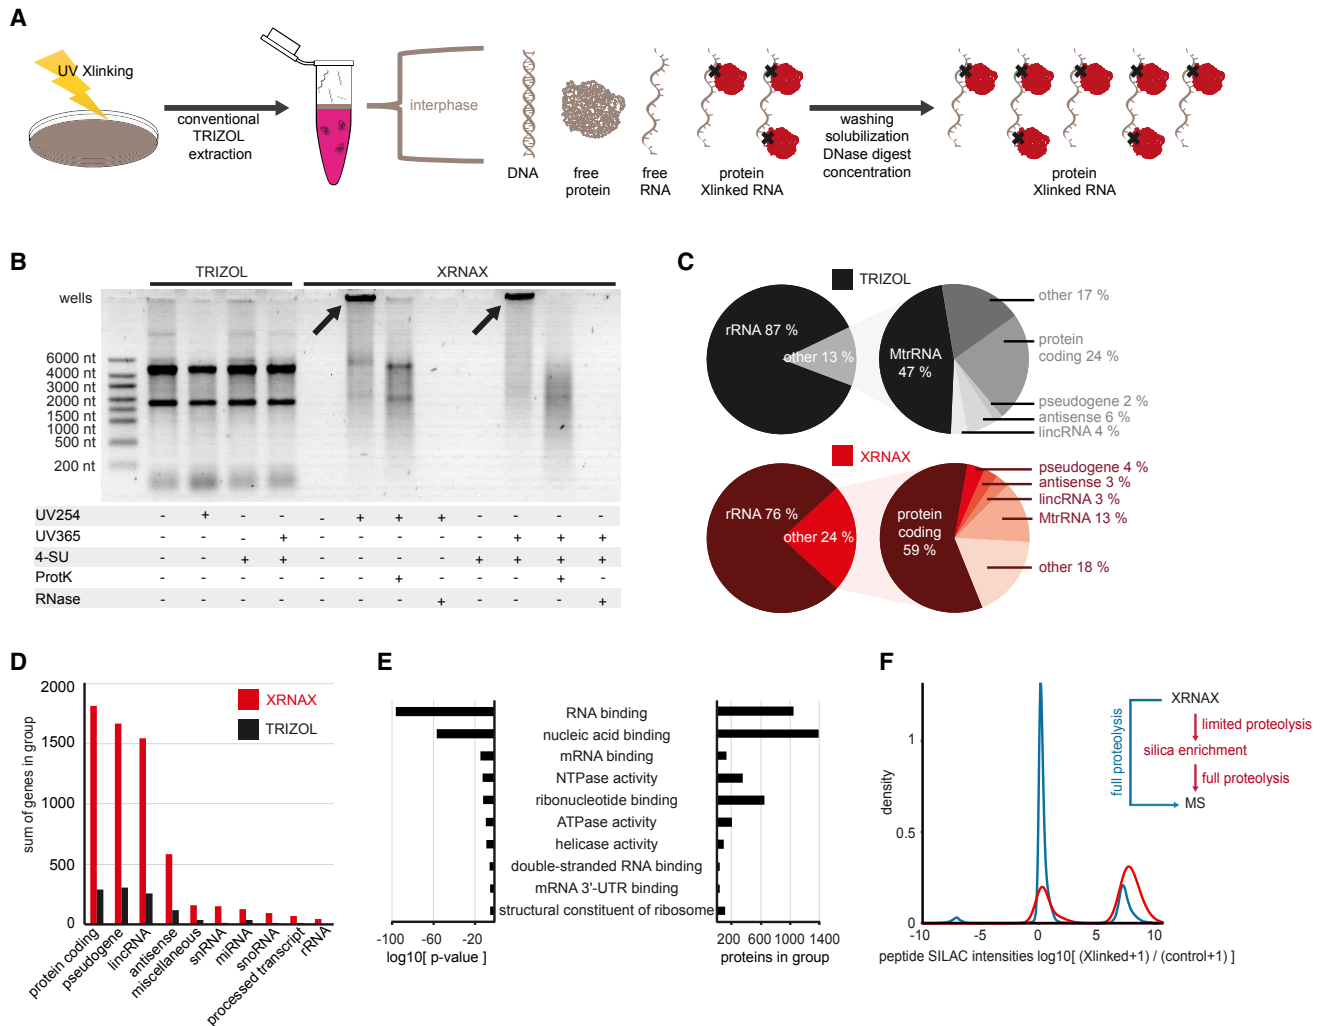 A
UV Xlinking
conventional
TRIZOL
extraction
interphase
DNA
free
protein
free
RNA
protein
Xlinked RNA
washing
solubilization
DNase digest
concentration
protein
Xlinked RNA
B
TRIZOL
XRNAX
wells
6000 nt
4000 nt
3000 nt
2000 nt
1500 nt
1000 nt
500 nt
200 nt
UV254 - + - - - + + + - - - -
UV365 - - - + - - - - - + + +
4-SU - - + + - - - - + + + +
ProtK - - - - - - + - - - + -
RNase - - - - - - - + - - - +
C
TRIZOL
rRNA 87 %
other 13 %
MtrRNA
47 %
other 17 %
protein
coding 24 %
pseudogene 2 %
antisense 6 %
lincRNA 4 %
XRNAX
rRNA 76 %
other 24 %
protein
coding
59 %
pseudogene 4 %
antisense 3 %
lincRNA 3 %
MtrRNA 13 %
other 18 %
D
sum of genes in group
2000
1500
1000
500
0
XRNAX
TRIZOL
protein coding
pseudogene
lincRNA
antisense
miscellaneous
snRNA
miRNA
snoRNA
processed transcript
rRNA
E
RNA binding
nucleic acid binding
mRNA binding
NTPase activity
ribonucleotide binding
ATPase activity
helicase activity
double-stranded RNA binding
mRNA 3'-UTR binding
structural constituent of ribosome
-100 -60 -20
log10[ p-value ]
200 600 1000 1400
proteins in group
F
density
1
0.5
0
-10 -5 0 5 10
peptide SILAC intensities log10[ (Xlinked+1) / (control+1) ]
full proteolysis
XRNAX
limited proteolysis
silica enrichment
full proteolysis
MS